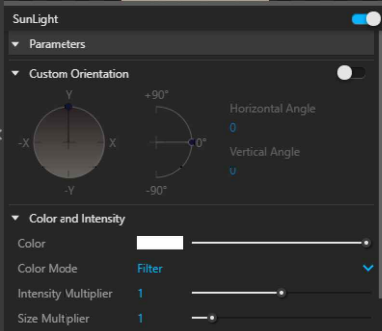 SunLight
Parameters
Custom Orientation
Y
-X
X
-Y
+90°
0°
-90°
Horizontal Angle
0
Vertical Angle
0
Color and Intensity
Color
Color Mode
Filter
Intensity Multiplier
1
Size Multiplier
1